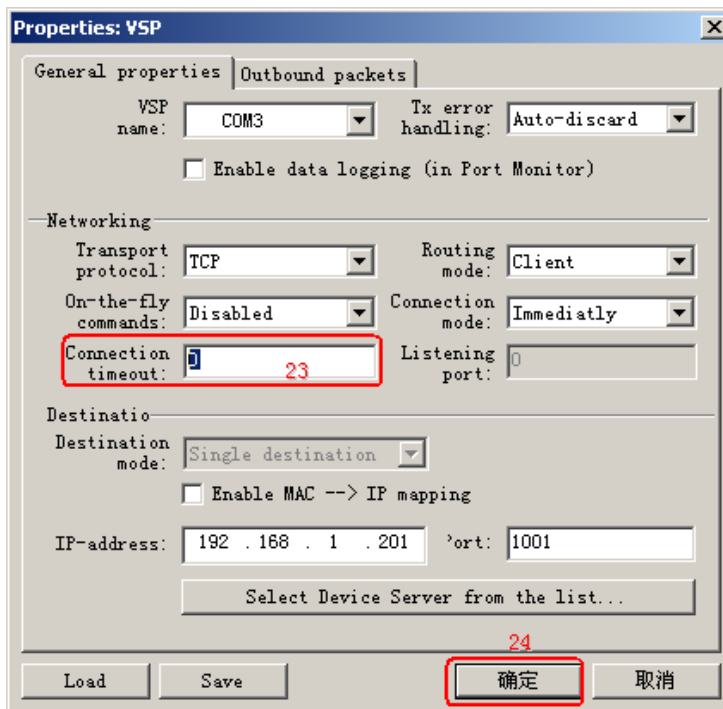 Properties: VSP
General properties
Outbound packets
VSP name:
COM3
Tx error handling:
Auto-discard
Enable data logging (in Port Monitor)
Networking
Transport protocol:
TCP
Routing mode:
Client
On-the-fly commands:
Disabled
Connection mode:
Immediatly
Connection timeout:
0
23
Listening port:
0
Destinatio
Destination mode:
Single destination
Enable MAC --> IP mapping
IP-address:
192 . 168 . 1 . 201
'ort:
1001
Select Device Server from the list...
24
Load
Save
确定
取消